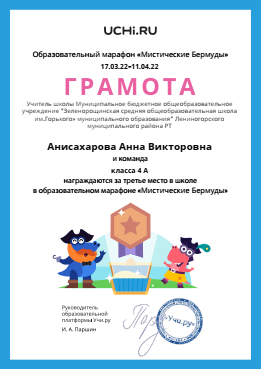 UCHi.RU
Образовательный марафон «Мистические Бермуды»
17.03.22–11.04.22
ГРАМОТА
Учитель школы Муниципальное бюджетное общеобразовательное
учреждение "Зеленорощинская средняя общеобразовательная школа
им.Горького» муниципального образования" Лениногорского
муниципального района РТ
Анисахарова Анна Викторовна
и команда
класса 4 А
награждаются за третье место в школе
в образовательном марафоне «Мистические Бермуды»
Руководитель
образовательной
платформы Учи.ру
И. А. Паршин
«Учи.ру»